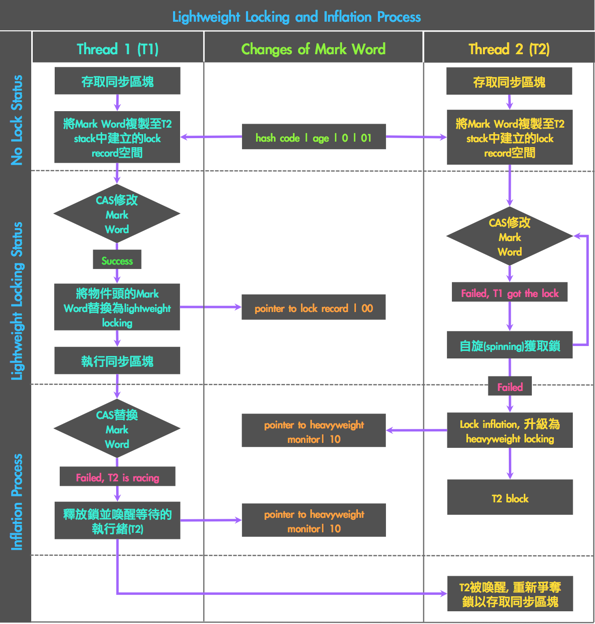 Lightweight Locking and Inflation Process
Thread 1 (T1)
Changes of Mark Word
Thread 2 (T2)
No Lock Status
存取同步區塊
存取同步區塊
將Mark Word複製至T2
stack中建立的lock
record空間
hash code | age | 0 | 01
將Mark Word複製至T2
stack中建立的lock
record空間
Lightweight Locking Status
CAS修改
Mark
Word
CAS修改
Mark
Word
Success
Failed, T1 got the lock
將物件頭的Mark
Word替換為lightweight
locking
pointer to lock record | 00
執行同步區塊
自旋(spinning)獲取鎖
Failed
Inflation Process
CAS替換
Mark
Word
pointer to heavyweight
monitor| 10
Lock inflation, 升級為
heavyweight locking
Failed, T2 is racing
T2 block
釋放鎖並喚醒等待的
執行緒(T2)
pointer to heavyweight
monitor| 10
T2被喚醒, 重新爭奪
鎖以存取同步區塊